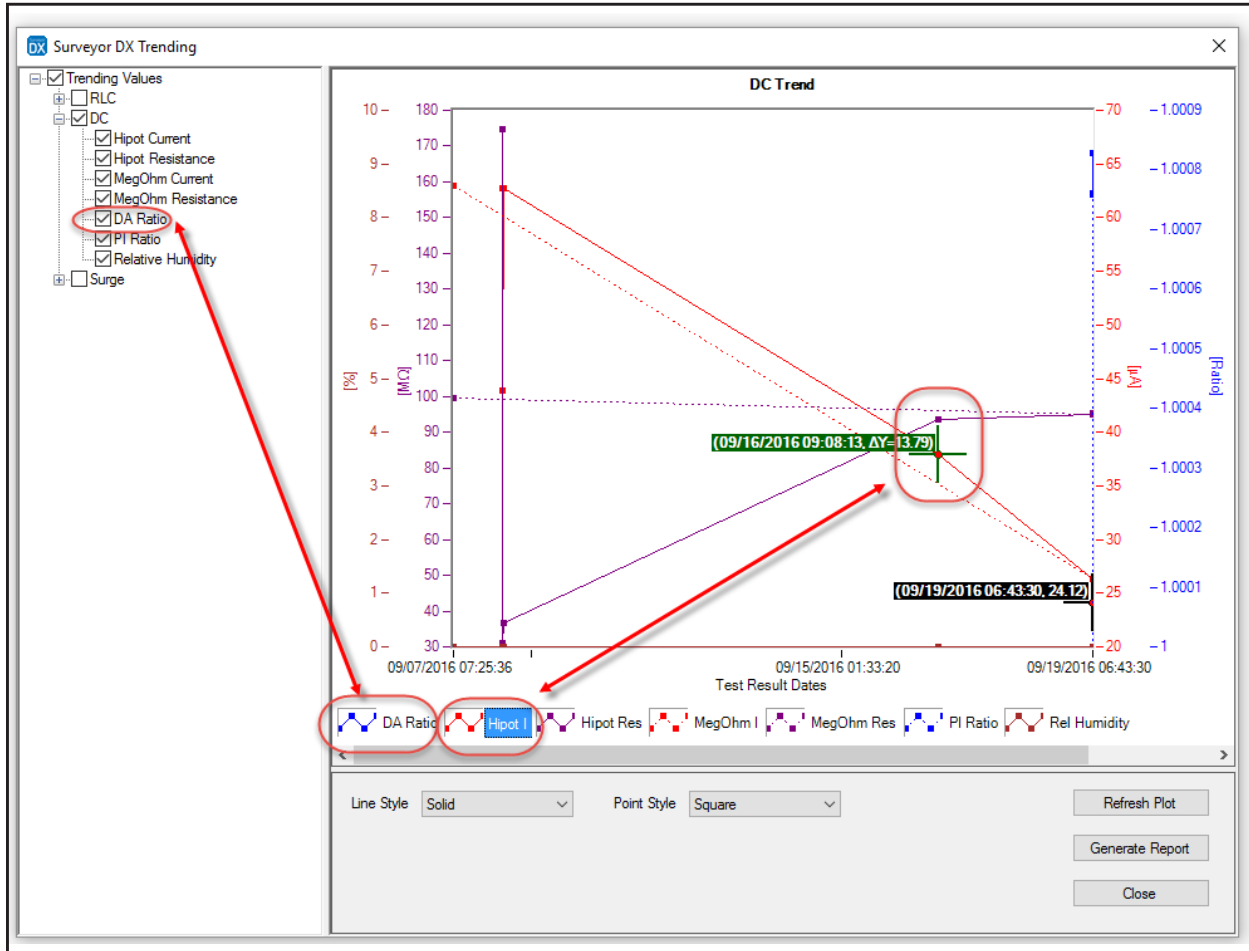 DX Surveyor DX Trending
Trending Values
RLC
DC
Hipot Current
Hipot Resistance
MegOhm Current
MegOhm Resistance
DA Ratio
PI Ratio
Relative Humidity
Surge
DC Trend
10 180 70 1.0009
170
9 160 65 1.0008
8 150 60 1.0007
140
7 130 55 1.0006
6 120 50 1.0005
110
[%] 5 [MΩ] 100 45 [µA] 1.0004 [Ratio]
4 90 40
(09/16/2016 09:08:13, ΔY=13.79)
80 1.0003
3 70 35
2 60 30 1.0002
50
1 40 25 1.0001
(09/19/2016 06:43:30, 24.12)
0 30 20 1
09/07/2016 07:25:36 09/15/2016 01:33:20 09/19/2016 06:43:30
Test Result Dates
DA Ratio Hipot I Hipot Res MegOhm I MegOhm Res PI Ratio Rel Humidity
Line Style Solid Point Style Square Refresh Plot
Generate Report
Close